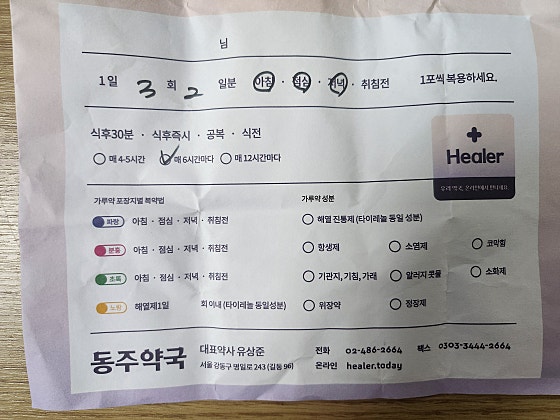 님
1일 3 회 2 일분 아침 · 점심 · 저녁 · 취침전 1포씩 복용하세요.
식후30분 · 식후즉시 · 공복 · 식전
매 4-5시간 매 6시간마다 매 12시간마다
Healer
우리동네약국, 온라인에서 만나세요.
가루약 포장지별 복약법
파랑 아침 · 점심 · 저녁 · 취침전
분홍 아침 · 점심 · 저녁 · 취침전
초록 아침 · 점심 · 저녁 · 취침전
노랑 해열제1일 회 이내 (타이레놀 동일성분)
가루약 성분
해열 진통제 (타이레놀 동일 성분)
항생제 소염제 코막힘
기관지, 기침, 가래 알러지 콧물 소화제
위장약 정장제
동주약국
대표약사 유상준
서울 강동구 명일로 243 (길동 96)
전화 02-486-2664 팩스 0303-3444-2664
온라인 healer.today